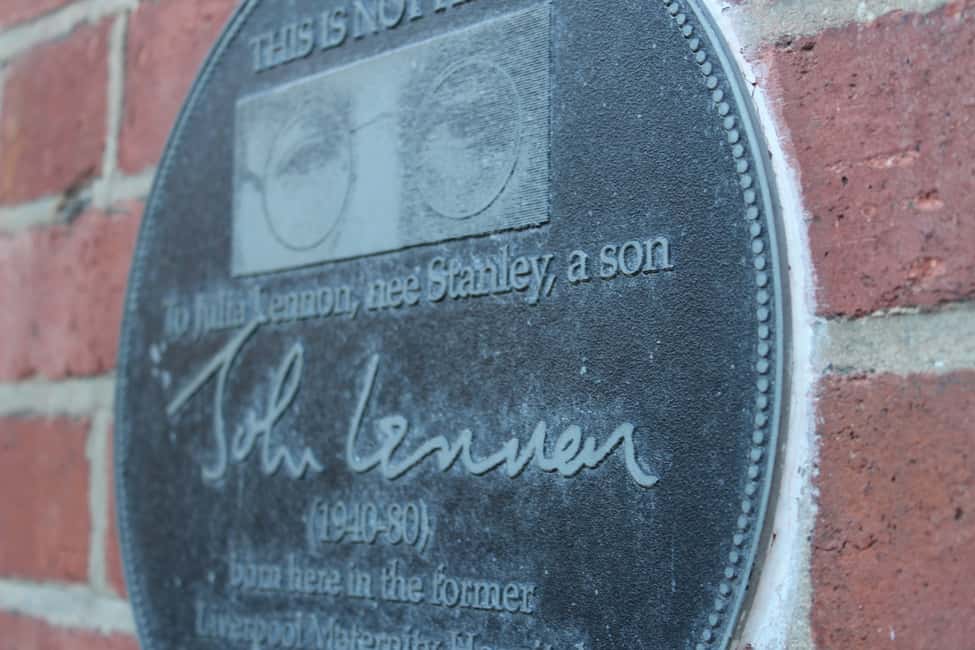 THIS IS NOT
To Julia Lennon, nee Stanley, a son
John Lennon
(1940-80)
born here in the former
Liverpool Maternity